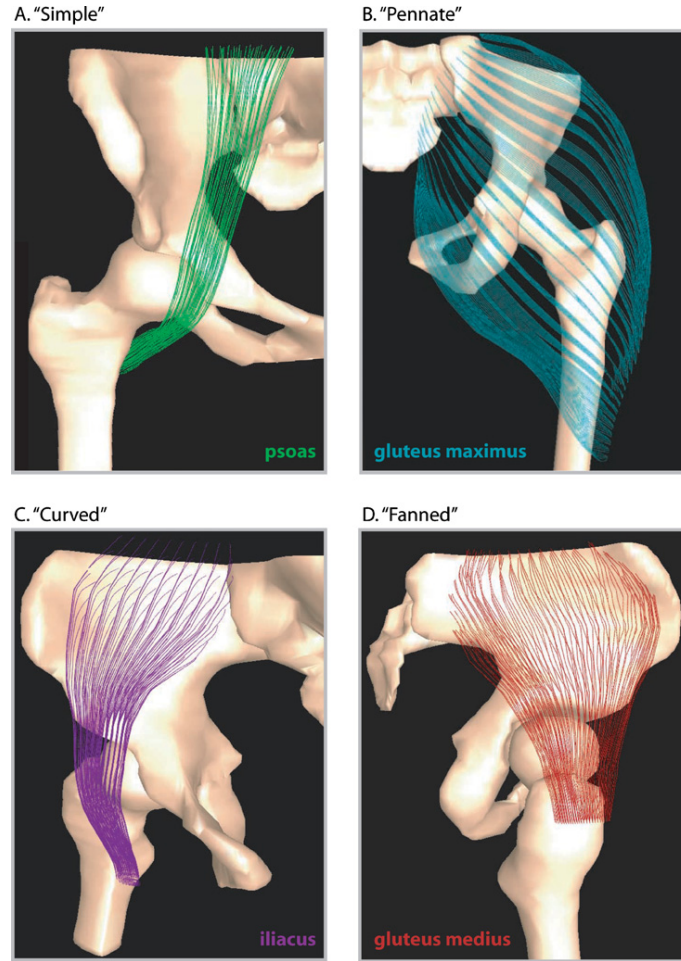 A. “Simple”
B. “Pennate”
psoas
gluteus maximus
C. “Curved”
D. “Fanned”
iliacus
gluteus medius